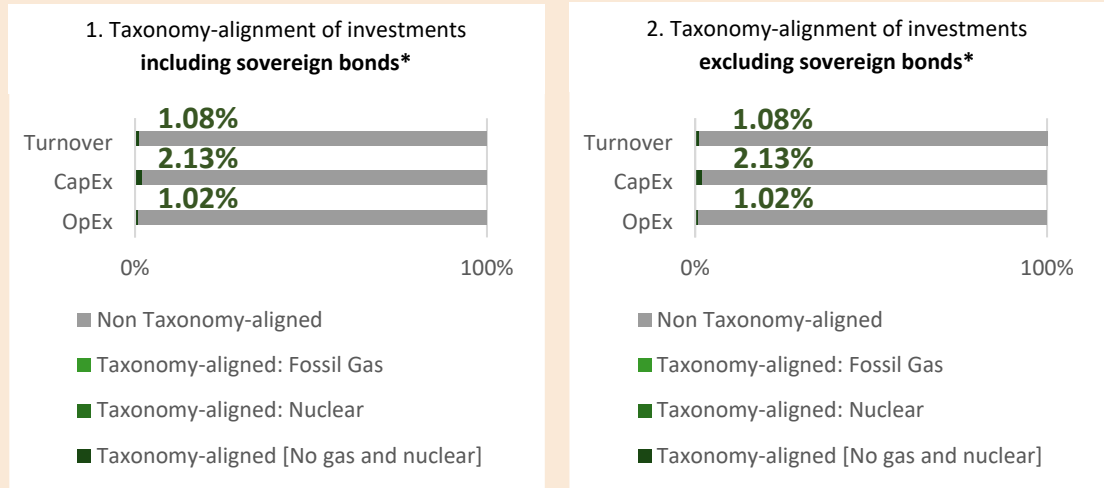 1. Taxonomy-alignment of investments
including sovereign bonds*
1.08%
Turnover
2.13%
CapEx
1.02%
OpEx
0%
100%
Non Taxonomy-aligned
Taxonomy-aligned: Fossil Gas
Taxonomy-aligned: Nuclear
Taxonomy-aligned [No gas and nuclear]
2. Taxonomy-alignment of investments
excluding sovereign bonds*
1.08%
Turnover
2.13%
CapEx
1.02%
OpEx
0%
100%
Non Taxonomy-aligned
Taxonomy-aligned: Fossil Gas
Taxonomy-aligned: Nuclear
Taxonomy-aligned [No gas and nuclear]